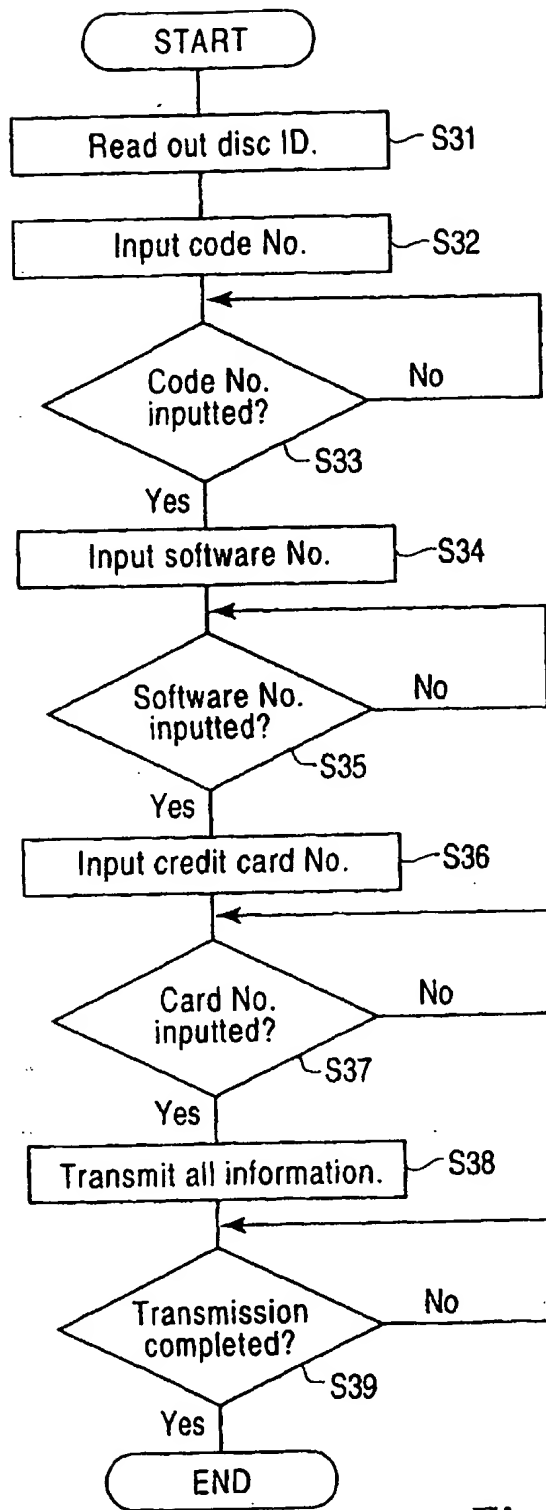 START
Read out disc ID.
S31
Input code No.
S32
Code No.
inputted?
No
S33
Yes
Input software No.
S34
Software No.
inputted?
No
S35
Yes
Input credit card No.
S36
Card No.
inputted?
No
S37
Yes
Transmit all information.
S38
Transmission
completed?
No
S39
Yes
END